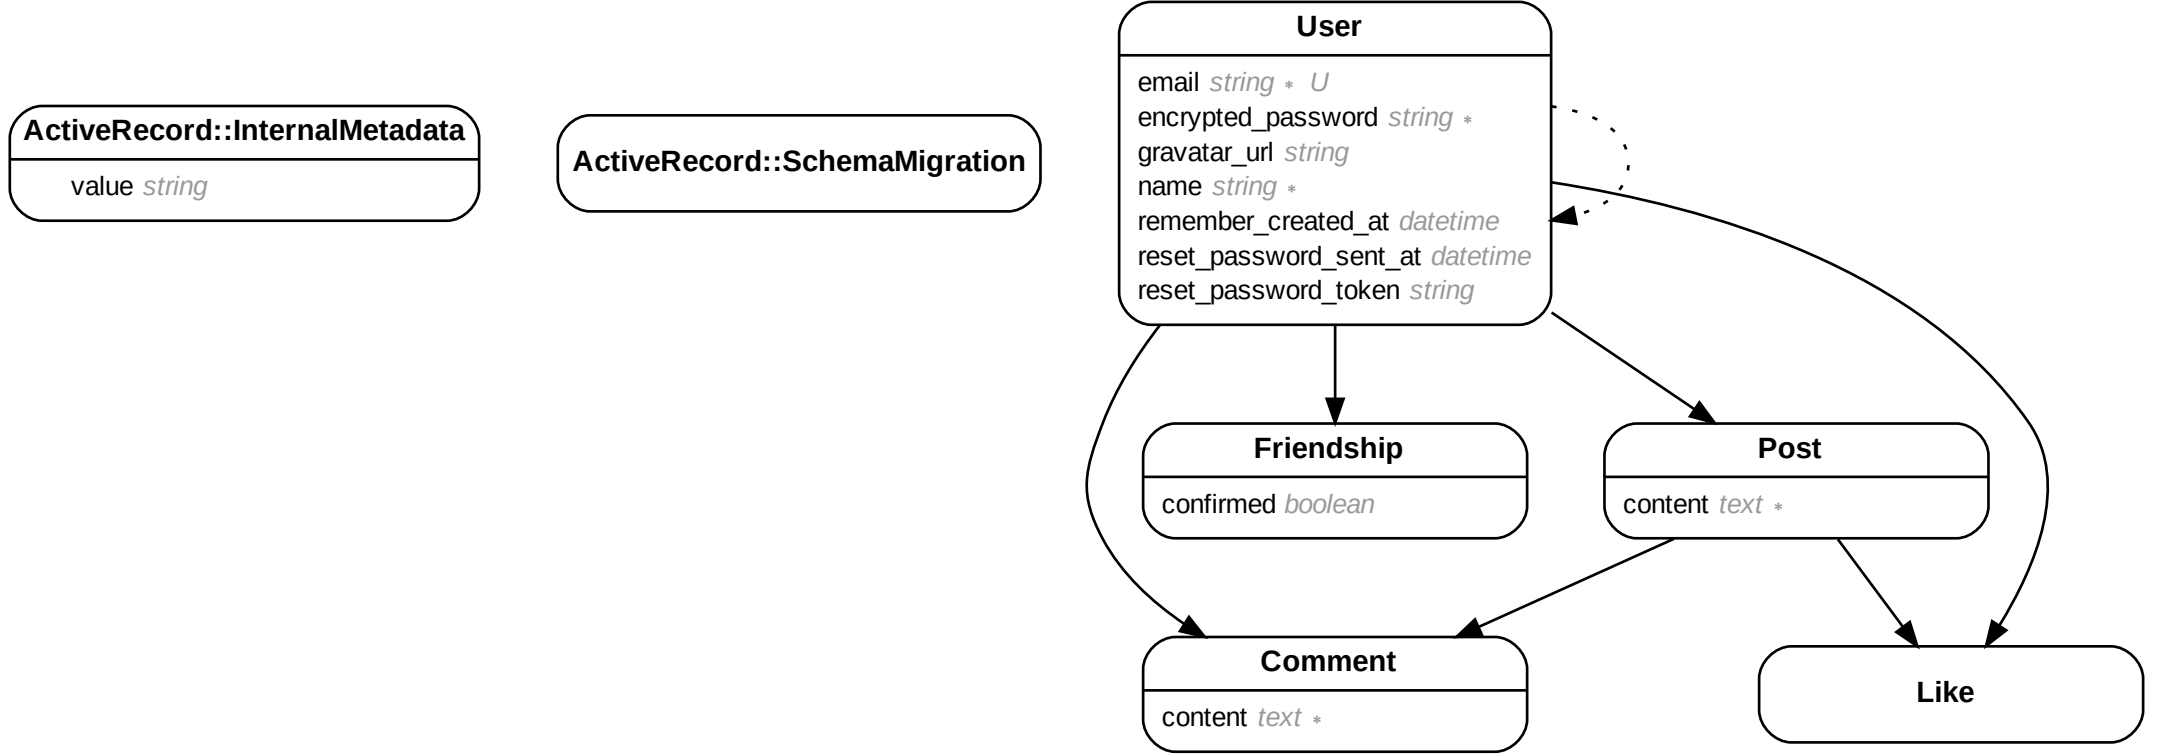 ActiveRecord::InternalMetadata
value string
ActiveRecord::SchemaMigration
User
email string * U
encrypted_password string *
gravatar_url string
name string *
remember_created_at datetime
reset_password_sent_at datetime
reset_password_token string
Friendship
confirmed boolean
Post
content text *
Comment
content text *
Like